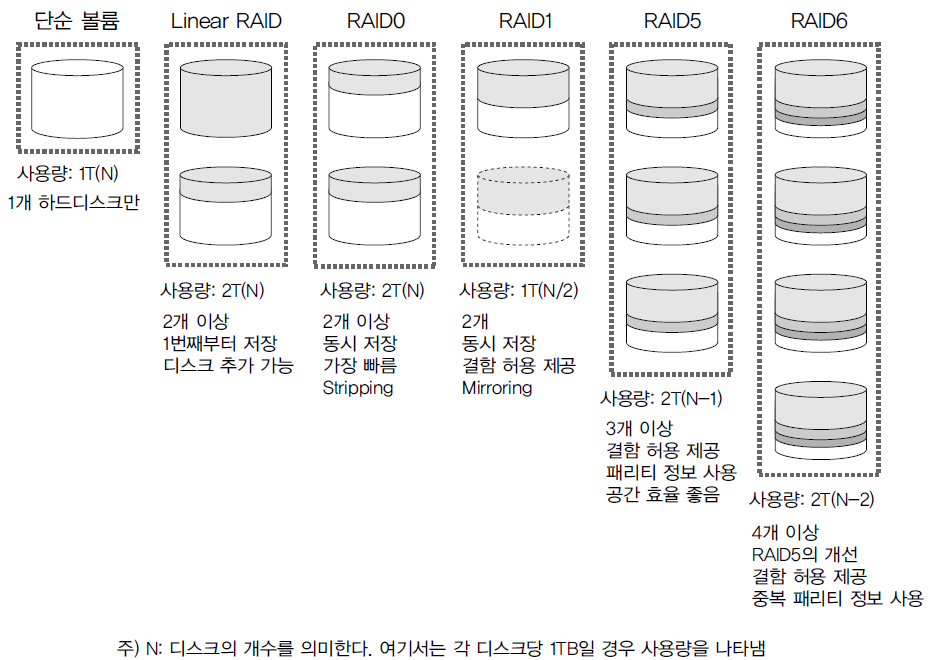 단순 볼륨
사용량: 1T(N)
1개 하드디스크만
Linear RAID
사용량: 2T(N)
2개 이상
1번째부터 저장
디스크 추가 가능
RAID0
사용량: 2T(N)
2개 이상
동시 저장
가장 빠름
Stripping
RAID1
사용량: 1T(N/2)
2개
동시 저장
결함 허용 제공
Mirroring
RAID5
사용량: 2T(N-1)
3개 이상
결함 허용 제공
패리티 정보 사용
공간 효율 좋음
RAID6
사용량: 2T(N-2)
4개 이상
RAID5의 개선
결함 허용 제공
중복 패리티 정보 사용
주) N: 디스크의 개수를 의미한다. 여기서는 각 디스크당 1TB일 경우 사용량을 나타냄